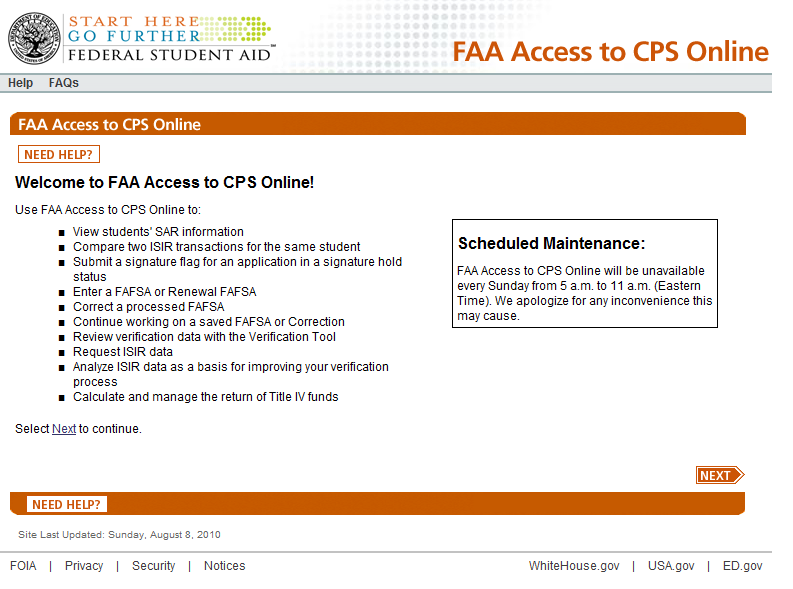 START HERE
GO FURTHER
FEDERAL STUDENT AID
FAA Access to CPS Online
Help FAQs
FAA Access to CPS Online
NEED HELP?
Welcome to FAA Access to CPS Online!
Use FAA Access to CPS Online to:
■ View students' SAR information
■ Compare two ISIR transactions for the same student
■ Submit a signature flag for an application in a signature hold
status
■ Enter a FAFSA or Renewal FAFSA
■ Correct a processed FAFSA
■ Continue working on a saved FAFSA or Correction
■ Review verification data with the Verification Tool
■ Request ISIR data
■ Analyze ISIR data as a basis for improving your verification
process
■ Calculate and manage the return of Title IV funds
Scheduled Maintenance:
FAA Access to CPS Online will be unavailable
every Sunday from 5 a.m. to 11 a.m. (Eastern
Time). We apologize for any inconvenience this
may cause.
Select Next to continue.
NEXT
NEED HELP?
Site Last Updated: Sunday, August 8, 2010
FOIA | Privacy | Security | Notices
WhiteHouse.gov | USA.gov | ED.gov